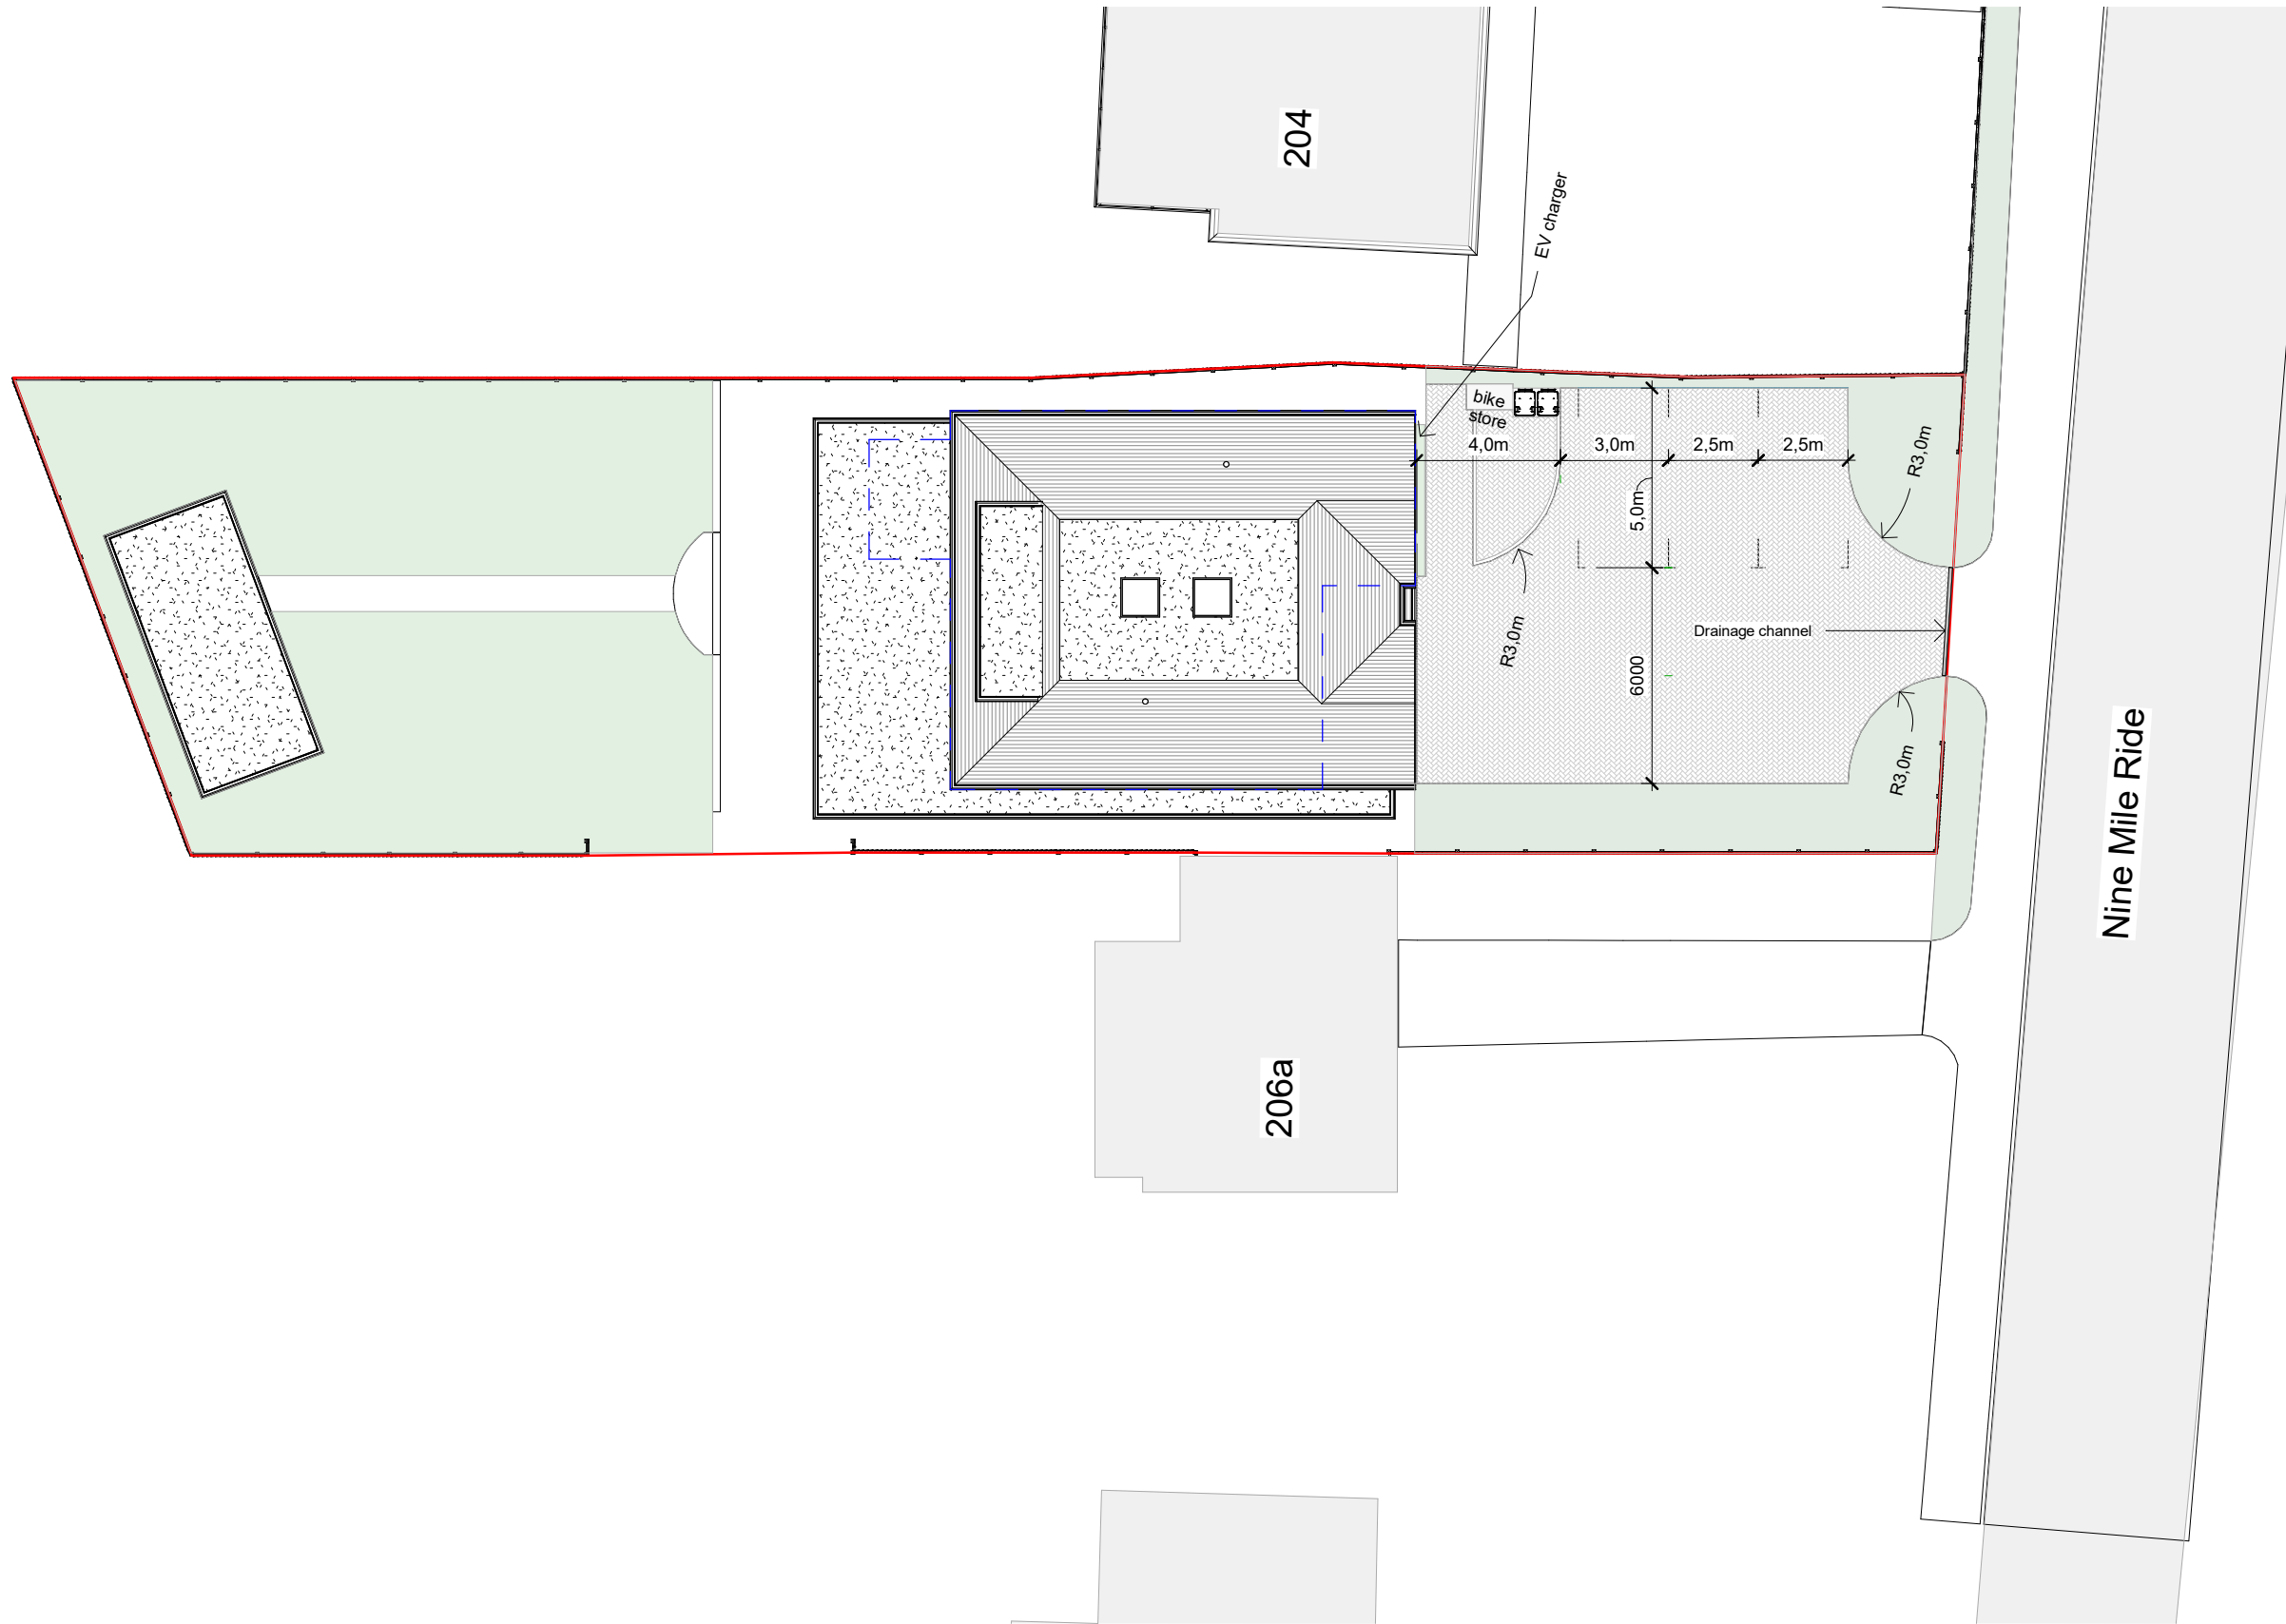 204
EV charger
bike
store
4,0m
3,0m
2,5m
2,5m
R3,0m
5,0m
R3,0m
Drainage channel
6000
R3,0m
Nine Mile Ride
206a